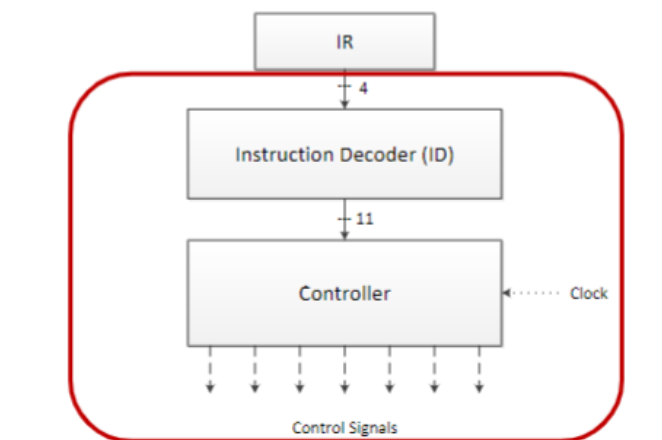 IR
4
Instruction Decoder (ID)
11
Controller
Clock
Control Signals